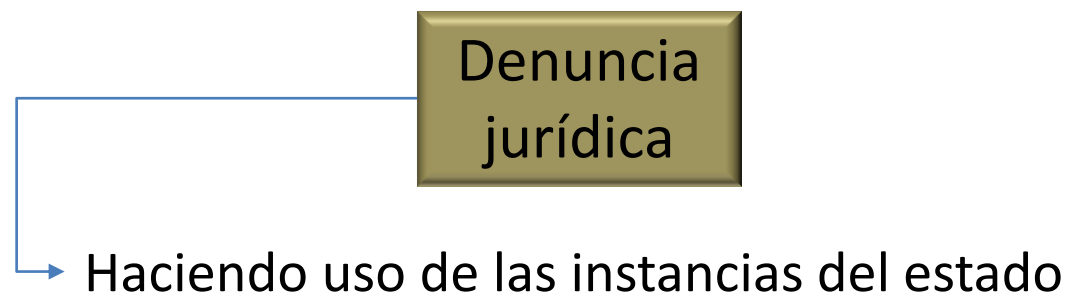 Denuncia
jurídica
Haciendo uso de las instancias del estado